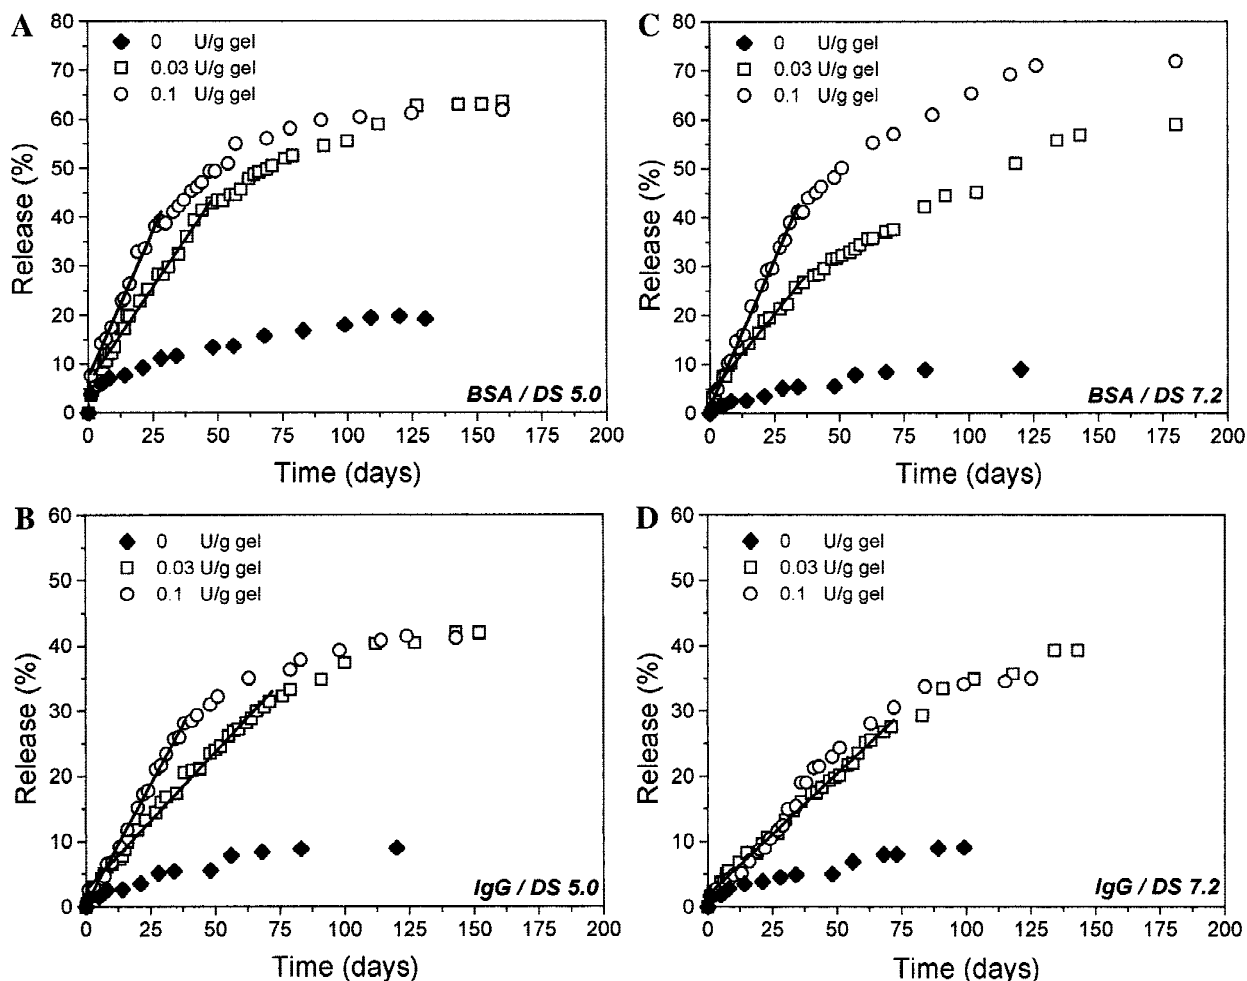 A
80
70
60
50
40
30
20
10
0
Release (%)
0 U/g gel
0.03 U/g gel
0.1 U/g gel
BSA / DS 5.0
0 25 50 75 100 125 150 175 200
Time (days)
C
80
70
60
50
40
30
20
10
0
Release (%)
0 U/g gel
0.03 U/g gel
0.1 U/g gel
BSA / DS 7.2
0 25 50 75 100 125 150 175 200
Time (days)
B
60
50
40
30
20
10
0
Release (%)
0 U/g gel
0.03 U/g gel
0.1 U/g gel
IgG / DS 5.0
0 25 50 75 100 125 150 175 200
Time (days)
D
60
50
40
30
20
10
0
Release (%)
0 U/g gel
0.03 U/g gel
0.1 U/g gel
IgG / DS 7.2
0 25 50 75 100 125 150 175 200
Time (days)